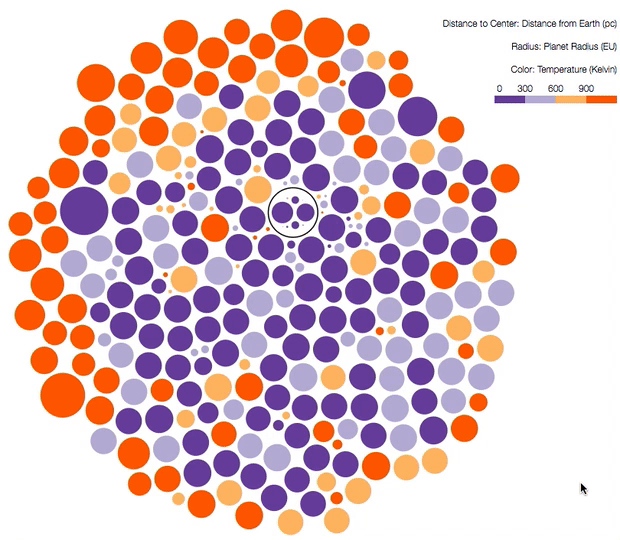 Distance to Center: Distance from Earth (pc)
Radius: Planet Radius (EU)
Color: Temperature (Kelvin)
0 300 600 900